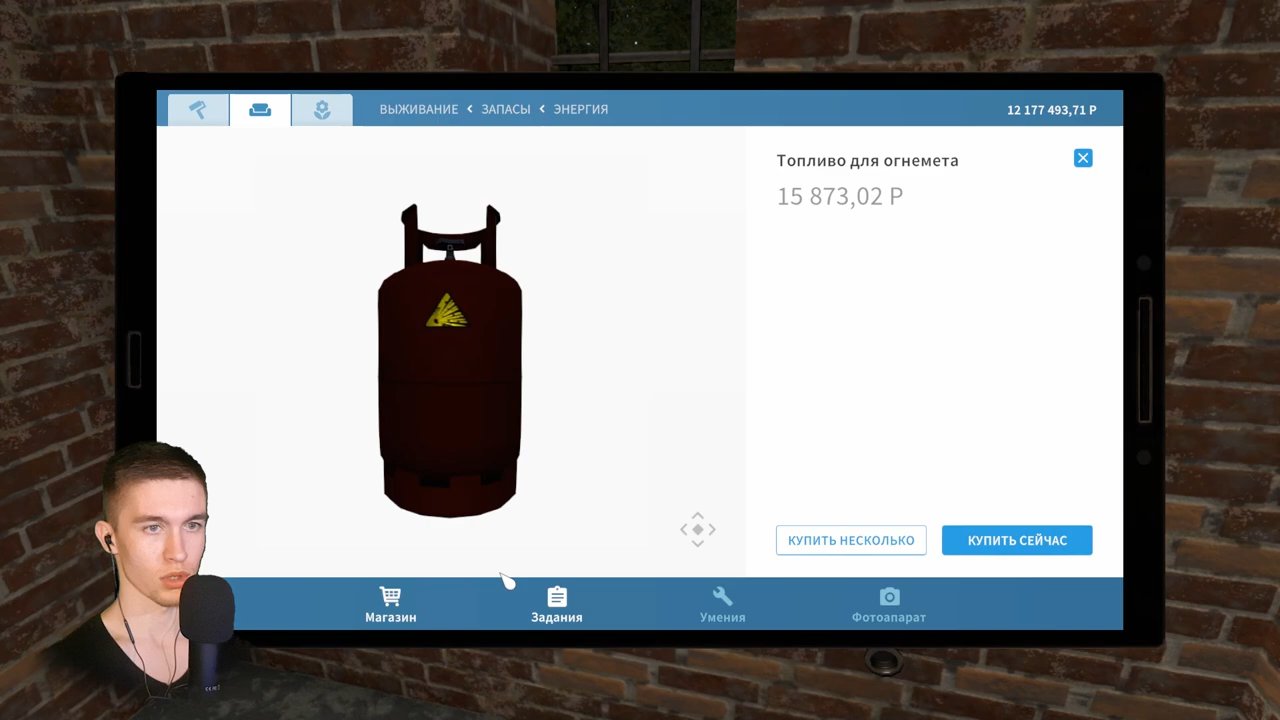 ВЫЖИВАНИЕ < ЗАПАСЫ < ЭНЕРГИЯ
12 177 493,71 Р
Топливо для огнемета
15 873,02 Р
КУПИТЬ НЕСКОЛЬКО
КУПИТЬ СЕЙЧАС
Магазин
Задания
Умения
Фотоапарат